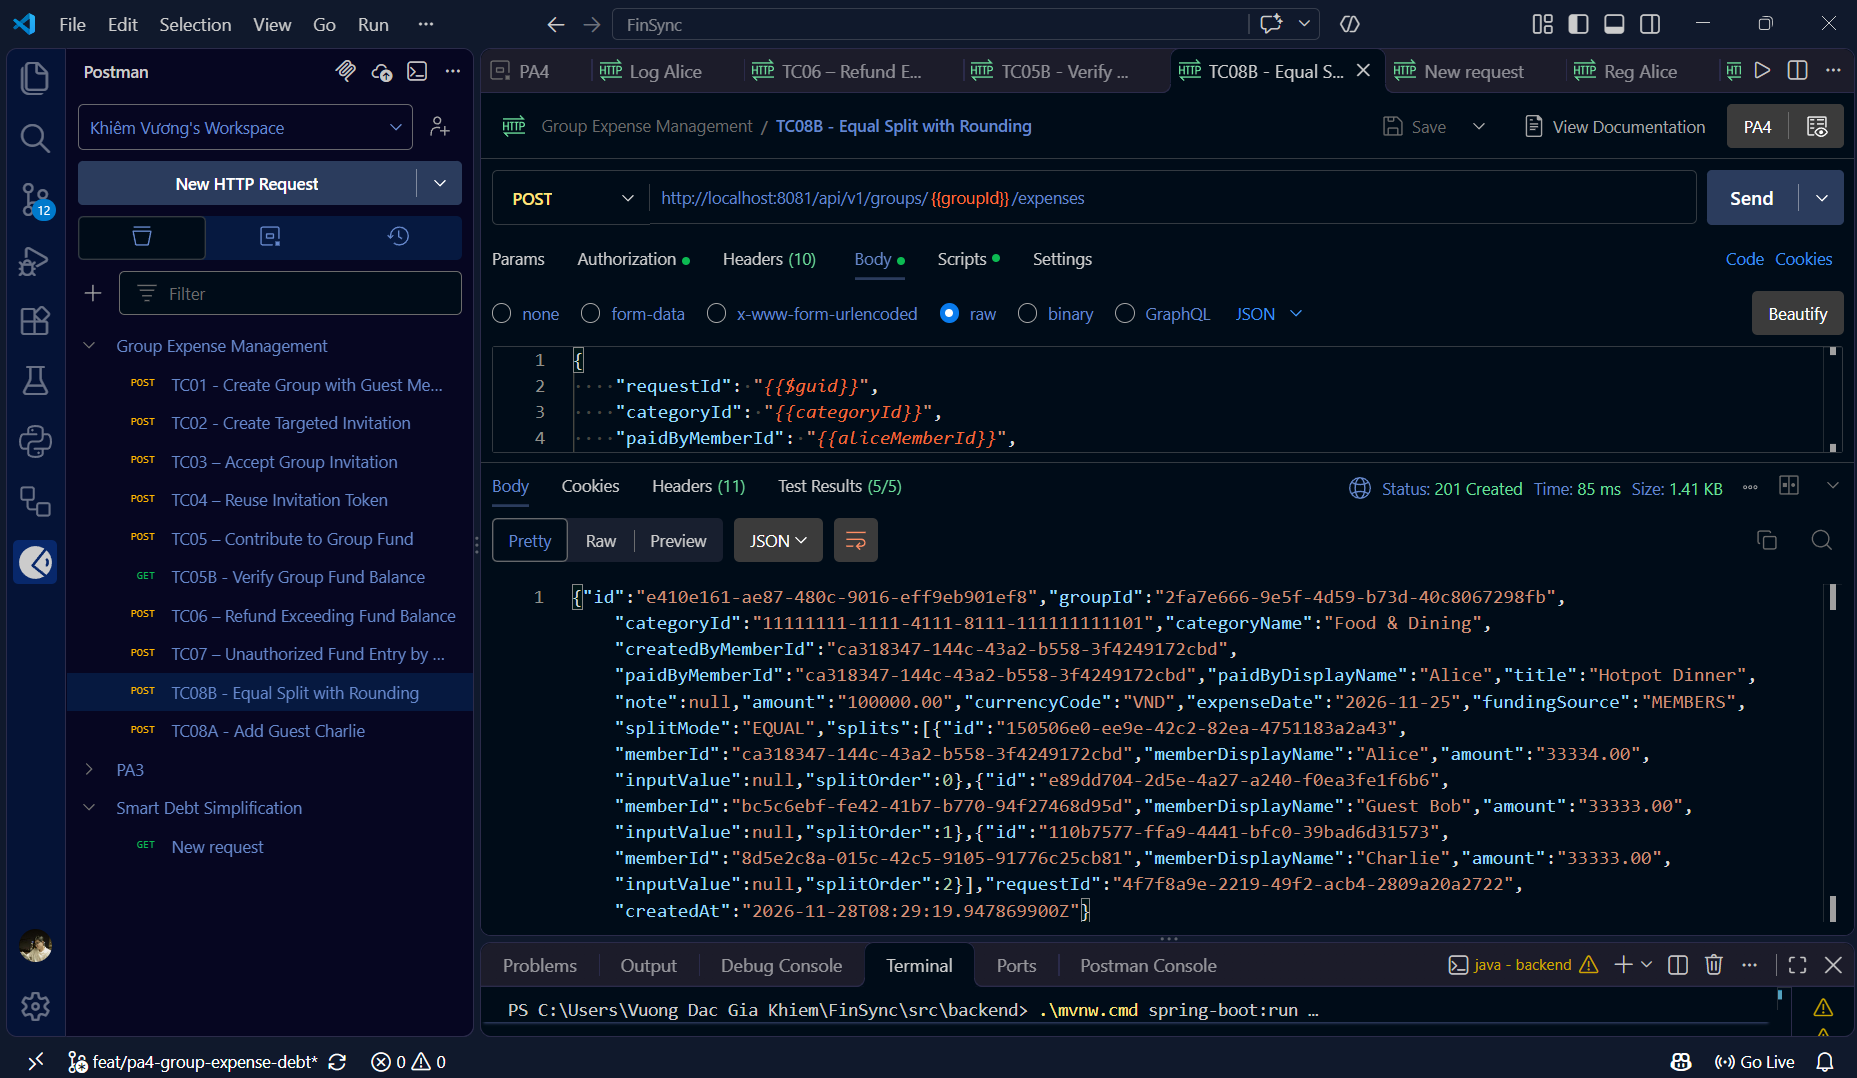 File Edit Selection View Go Run ···
FinSync
Postman
PA4
HTTP Log Alice
HTTP TC06 – Refund E...
HTTP TC05B - Verify ...
HTTP TC08B - Equal S...
HTTP New request
HTTP Reg Alice
Khiêm Vương's Workspace
HTTP Group Expense Management / TC08B - Equal Split with Rounding
Save
View Documentation
PA4
New HTTP Request
POST
http://localhost:8081/api/v1/groups/{{groupId}}/expenses
Send
12
Params Authorization Headers (10) Body Scripts Settings
Code Cookies
Filter
none form-data x-www-form-urlencoded raw binary GraphQL JSON
Beautify
Group Expense Management
POST TC01 - Create Group with Guest Me...
POST TC02 - Create Targeted Invitation
POST TC03 – Accept Group Invitation
POST TC04 – Reuse Invitation Token
POST TC05 – Contribute to Group Fund
GET TC05B - Verify Group Fund Balance
POST TC06 – Refund Exceeding Fund Balance
POST TC07 – Unauthorized Fund Entry by ...
POST TC08B - Equal Split with Rounding
POST TC08A - Add Guest Charlie
PA3
Smart Debt Simplification
GET New request
1 {
2 ····"requestId":·"{{$guid}}",
3 ····"categoryId":·"{{categoryId}}",
4 ····"paidByMemberId":·"{{aliceMemberId}}",
Body Cookies Headers (11) Test Results (5/5)
Status: 201 Created Time: 85 ms Size: 1.41 KB
Pretty Raw Preview JSON
1 {"id":"e410e161-ae87-480c-9016-eff9eb901ef8","groupId":"2fa7e666-9e5f-4d59-b73d-40c8067298fb",
"categoryId":"11111111-1111-4111-8111-111111111101","categoryName":"Food & Dining",
"createdByMemberId":"ca318347-144c-43a2-b558-3f4249172cbd",
"paidByMemberId":"ca318347-144c-43a2-b558-3f4249172cbd","paidByDisplayName":"Alice","title":"Hotpot Dinner",
"note":null,"amount":"100000.00","currencyCode":"VND","expenseDate":"2026-11-25","fundingSource":"MEMBERS",
"splitMode":"EQUAL","splits":[{"id":"150506e0-ee9e-42c2-82ea-4751183a2a43",
"memberId":"ca318347-144c-43a2-b558-3f4249172cbd","memberDisplayName":"Alice","amount":"33334.00",
"inputValue":null,"splitOrder":0},{"id":"e89dd704-2d5e-4a27-a240-f0ea3fe1f6b6",
"memberId":"bc5c6ebf-fe42-41b7-b770-94f27468d95d","memberDisplayName":"Guest Bob","amount":"33333.00",
"inputValue":null,"splitOrder":1},{"id":"110b7577-ffa9-4441-bfc0-39bad6d31573",
"memberId":"8d5e2c8a-015c-42c5-9105-91776c25cb81","memberDisplayName":"Charlie","amount":"33333.00",
"inputValue":null,"splitOrder":2}],"requestId":"4f7f8a9e-2219-49f2-acb4-2809a20a2722",
"createdAt":"2026-11-28T08:29:19.947869900Z"}
Problems Output Debug Console Terminal Ports Postman Console
java - backend
PS C:\Users\Vuong Dac Gia Khiem\FinSync\src\backend> .\mvnw.cmd spring-boot:run …
feat/pa4-group-expense-debt* 0 0
Go Live